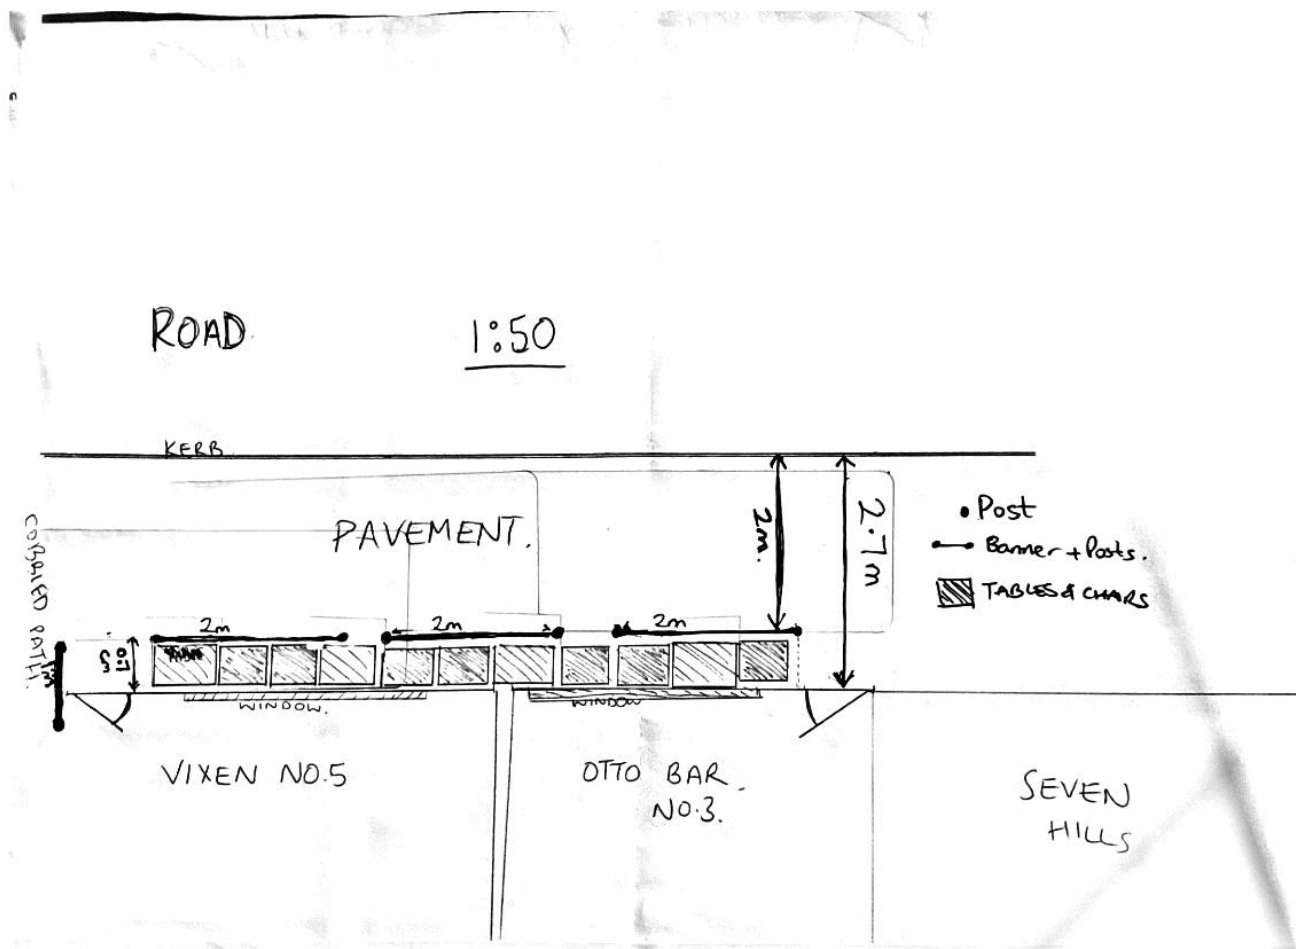 ROAD
1:50
KERB
PAVEMENT.
2m.
2.7m
• Post
Banner + Posts.
TABLES & CHAIRS
COBBLED PATH.
2m
2m
2m
0.7
WINDOW.
WINDOW
VIXEN NO.5
OTTO BAR
NO.3.
SEVEN
HILLS